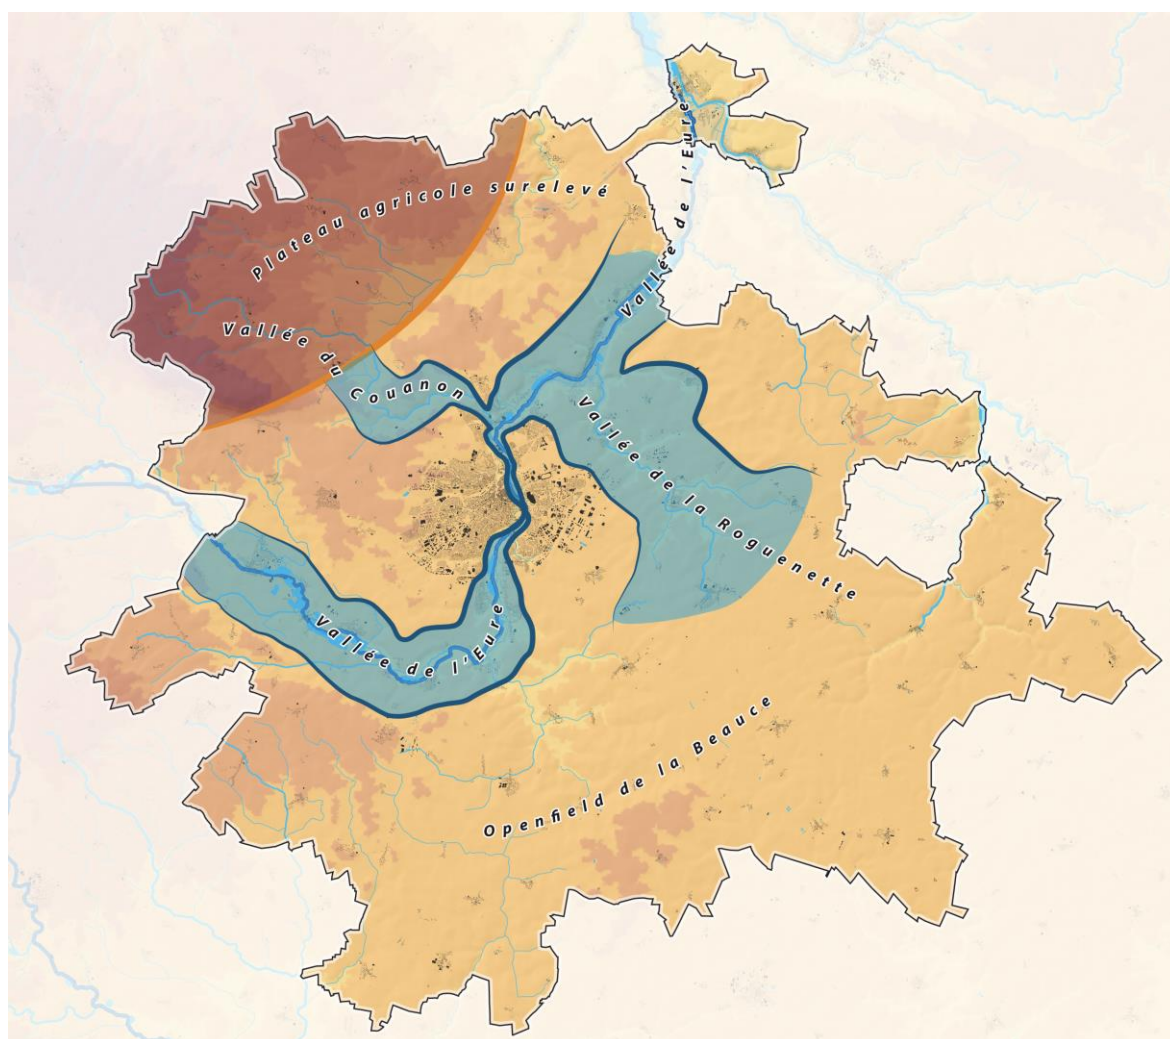 Vallée de l'Eure
Plateau agricole surelevé
Vallée du Couanon
Vallée de la Roguenette
Vallée de l'Eure
Openfield de la Beauce